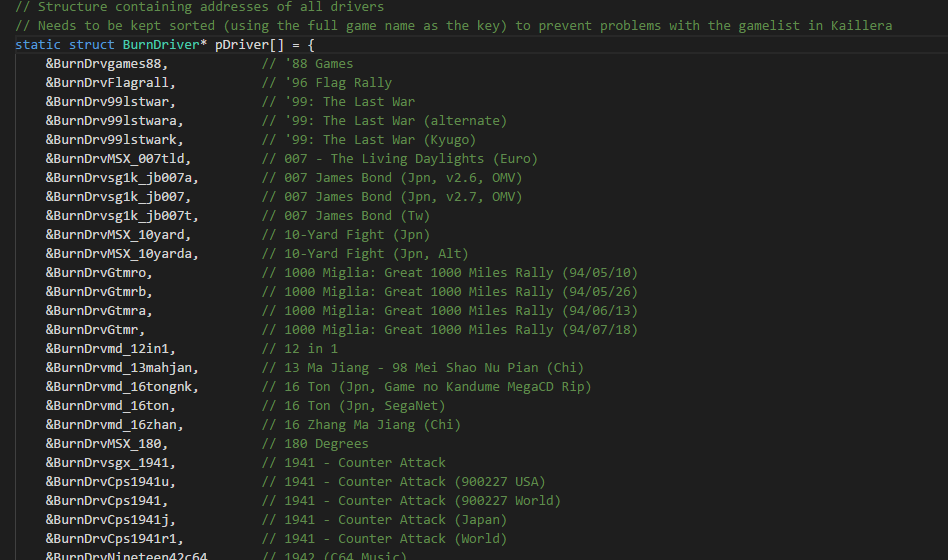 // Structure containing addresses of all drivers
// Needs to be kept sorted (using the full game name as the key) to prevent problems with the gamelist in Kaillera
static struct BurnDriver* pDriver[] = {
&BurnDrvgames88, // '88 Games
&BurnDrvFlagrall, // '96 Flag Rally
&BurnDrv99lstwar, // '99: The Last War
&BurnDrv99lstwara, // '99: The Last War (alternate)
&BurnDrv99lstwark, // '99: The Last War (Kyugo)
&BurnDrvMSX_007tld, // 007 - The Living Daylights (Euro)
&BurnDrvsg1k_jb007a, // 007 James Bond (Jpn, v2.6, OMV)
&BurnDrvsg1k_jb007, // 007 James Bond (Jpn, v2.7, OMV)
&BurnDrvsg1k_jb007t, // 007 James Bond (Tw)
&BurnDrvMSX_10yard, // 10-Yard Fight (Jpn)
&BurnDrvMSX_10yarda, // 10-Yard Fight (Jpn, Alt)
&BurnDrvGtmro, // 1000 Miglia: Great 1000 Miles Rally (94/05/10)
&BurnDrvGtmrb, // 1000 Miglia: Great 1000 Miles Rally (94/05/26)
&BurnDrvGtmra, // 1000 Miglia: Great 1000 Miles Rally (94/06/13)
&BurnDrvGtmr, // 1000 Miglia: Great 1000 Miles Rally (94/07/18)
&BurnDrvmd_12in1, // 12 in 1
&BurnDrvmd_13mahjan, // 13 Ma Jiang - 98 Mei Shao Nu Pian (Chi)
&BurnDrvmd_16tongnk, // 16 Ton (Jpn, Game no Kandume MegaCD Rip)
&BurnDrvmd_16ton, // 16 Ton (Jpn, SegaNet)
&BurnDrvmd_16zhan, // 16 Zhang Ma Jiang (Chi)
&BurnDrvMSX_180, // 180 Degrees
&BurnDrvsgx_1941, // 1941 - Counter Attack
&BurnDrvCps1941u, // 1941 - Counter Attack (900227 USA)
&BurnDrvCps1941, // 1941 - Counter Attack (900227 World)
&BurnDrvCps1941j, // 1941 - Counter Attack (Japan)
&BurnDrvCps1941r1, // 1941 - Counter Attack (World)
&BurnDrvNineteen42c64, // 1942 (C64 Music)